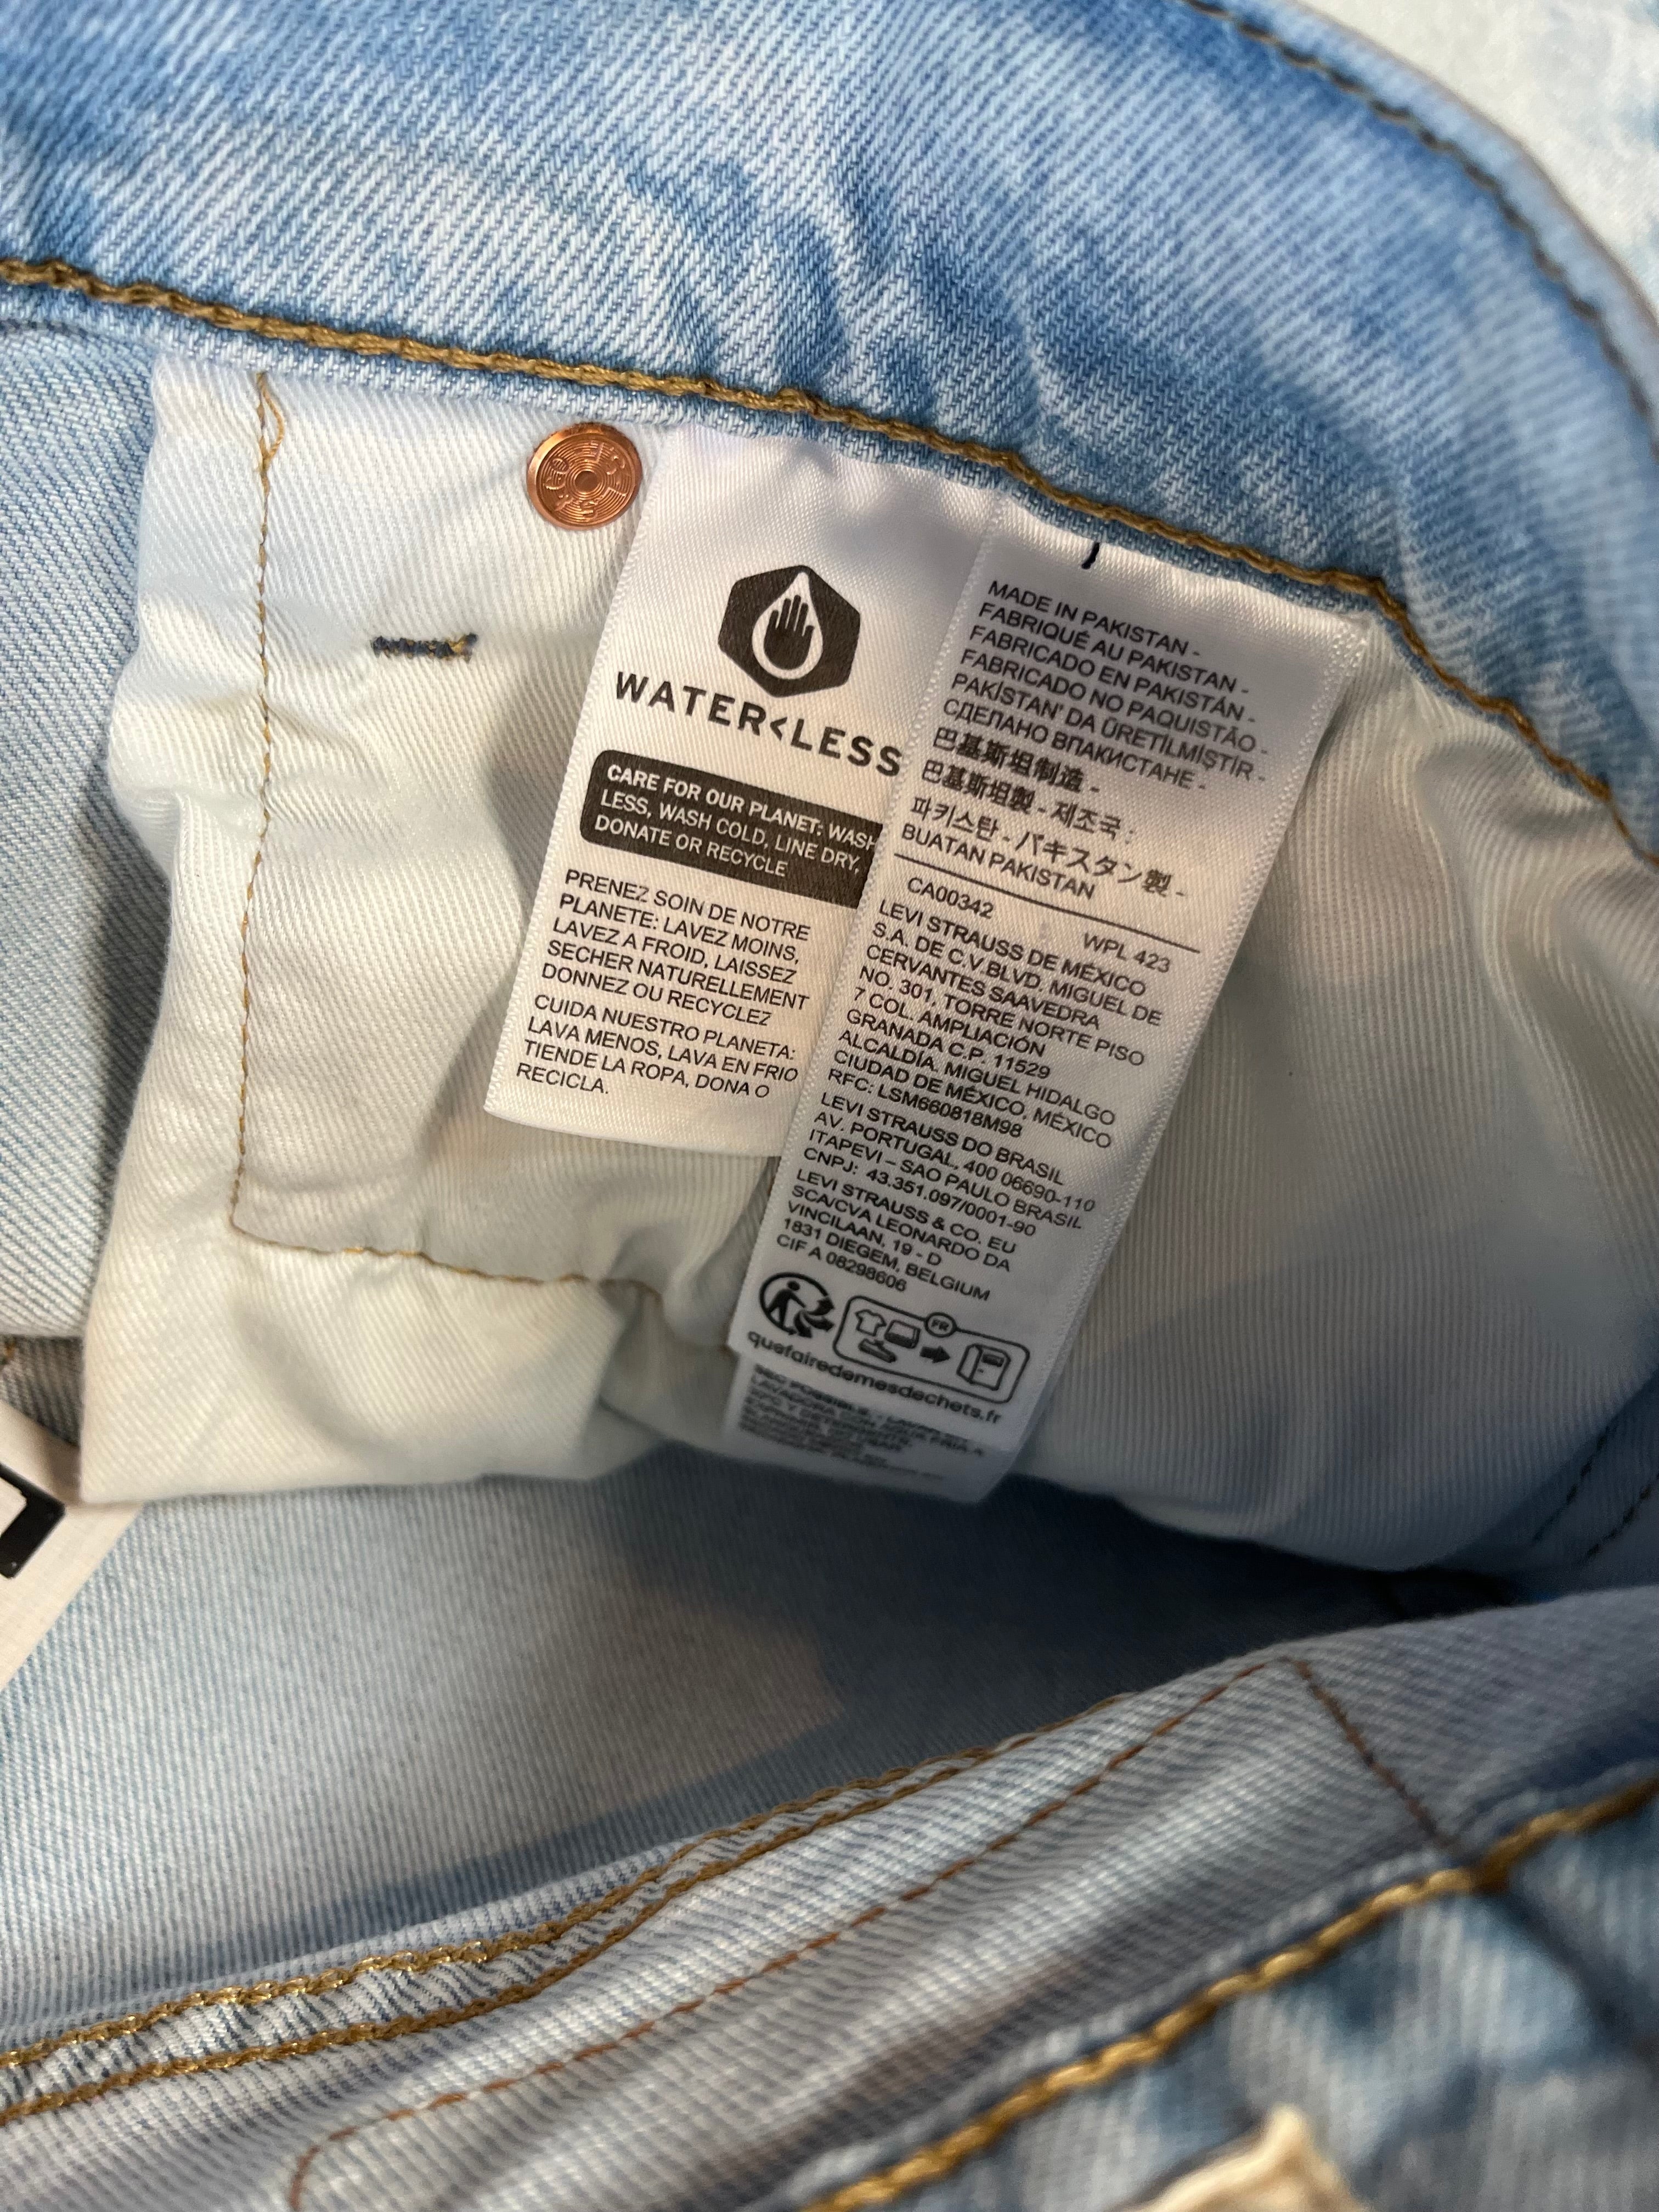 WATER<LESS
CARE FOR OUR PLANET: WASH
LESS, WASH COLD, LINE DRY,
DONATE OR RECYCLE
PRENEZ SOIN DE NOTRE
PLANETE: LAVEZ MOINS,
LAVEZ A FROID, LAISSEZ
SECHER NATURELLEMENT
DONNEZ OU RECYCLEZ
CUIDA NUESTRO PLANETA:
LAVA MENOS, LAVA EN FRIO
TIENDE LA ROPA, DONA O
RECICLA.
MADE IN PAKISTAN -
FABRIQUÉ AU PAKISTAN -
FABRICADO EN PAKISTÁN -
FABRICADO NO PAQUISTÃO -
PAKİSTAN' DA ÜRETİLMİŞTİR -
СДЕЛАНО ВПАКИСТАНЕ -
巴基斯坦制造 -
巴基斯坦製 - 제조국 :
파키스탄 - パキスタン製 -
BUATAN PAKISTAN
CA00342 WPL 423
LEVI STRAUSS DE MÉXICO
S.A. DE C.V.BLVD. MIGUEL DE
CERVANTES SAAVEDRA
NO. 301, TORRE NORTE PISO
7 COL. AMPLIACIÓN
GRANADA C.P. 11529
ALCALDÍA. MIGUEL HIDALGO
CIUDAD DE MÉXICO, MÉXICO
RFC: LSM660818M98
LEVI STRAUSS DO BRASIL
AV. PORTUGAL, 400 06690-110
ITAPEVI – SAO PAULO BRASIL
CNPJ: 43.351.097/0001-90
LEVI STRAUSS & CO. EU
SCA/CVA LEONARDO DA
VINCILAAN, 19 - D
1831 DIEGEM, BELGIUM
CIF A 08298606
FR
quefairedemesdechets.fr
LAVADORA CON AGUA FRIA A